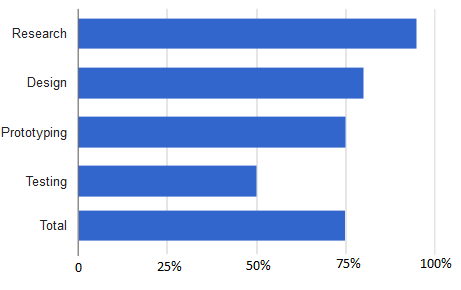 Research
Design
Prototyping
Testing
Total
0 25% 50% 75% 100%